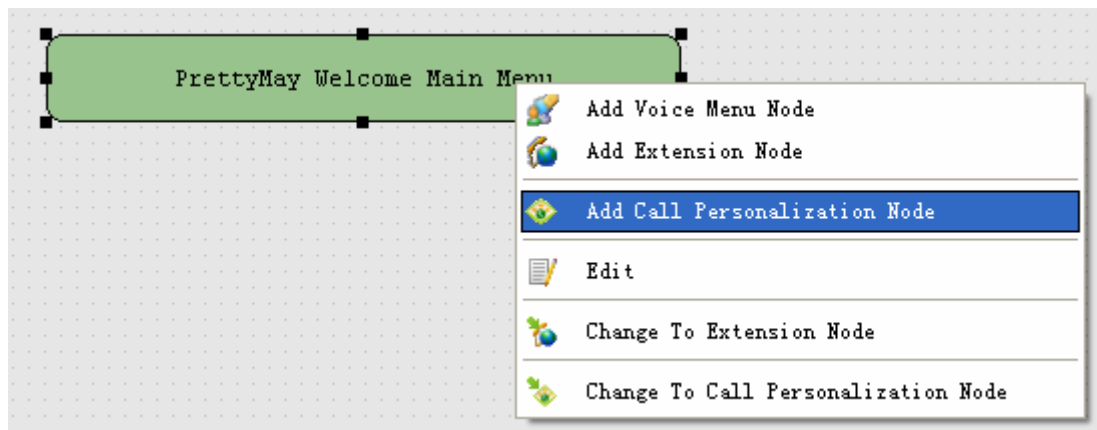 PrettyMay Welcome Main Menu
Add Voice Menu Node
Add Extension Node
Add Call Personalization Node
Edit
Change To Extension Node
Change To Call Personalization Node